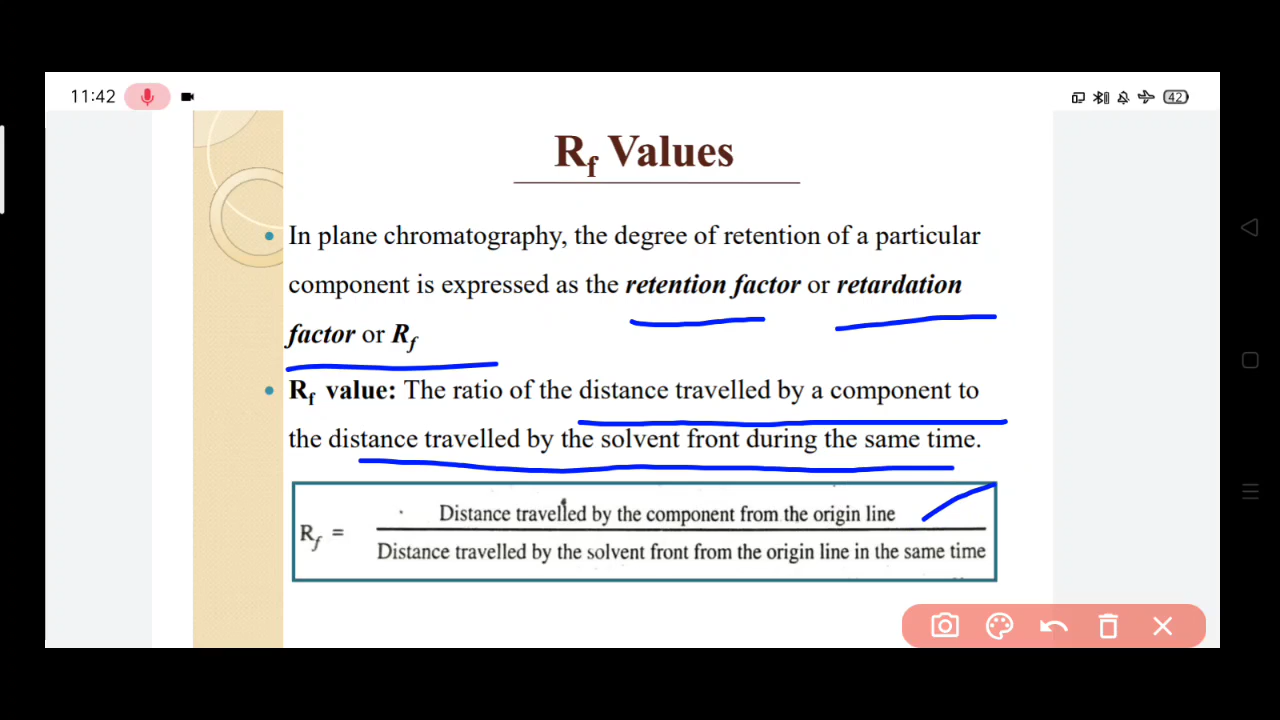 11:42
42
Rf Values
In plane chromatography, the degree of retention of a particular
component is expressed as the retention factor or retardation
factor or Rf
Rf value: The ratio of the distance travelled by a component to
the distance travelled by the solvent front during the same time.
Rf = Distance travelled by the component from the origin line
Distance travelled by the solvent front from the origin line in the same time